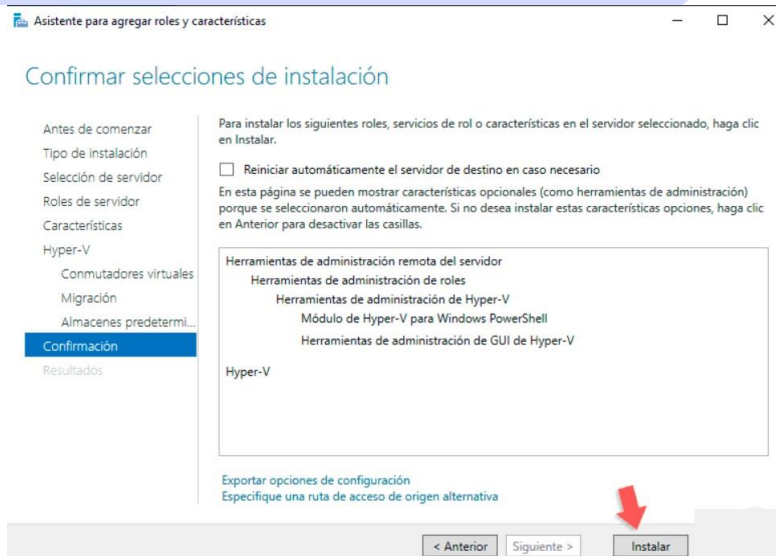 Asistente para agregar roles y características
Confirmar selecciones de instalación
Antes de comenzar
Tipo de instalación
Selección de servidor
Roles de servidor
Características
Hyper-V
Conmutadores virtuales
Migración
Almacenes predetermi...
Confirmación
Resultados
Para instalar los siguientes roles, servicios de rol o características en el servidor seleccionado, haga clic
en Instalar.
Reiniciar automáticamente el servidor de destino en caso necesario
En esta página se pueden mostrar características opcionales (como herramientas de administración)
porque se seleccionaron automáticamente. Si no desea instalar estas características opciones, haga clic
en Anterior para desactivar las casillas.
Herramientas de administración remota del servidor
Herramientas de administración de roles
Herramientas de administración de Hyper-V
Módulo de Hyper-V para Windows PowerShell
Herramientas de administración de GUI de Hyper-V
Hyper-V
Exportar opciones de configuración
Especifique una ruta de acceso de origen alternativa
< Anterior
Siguiente >
Instalar